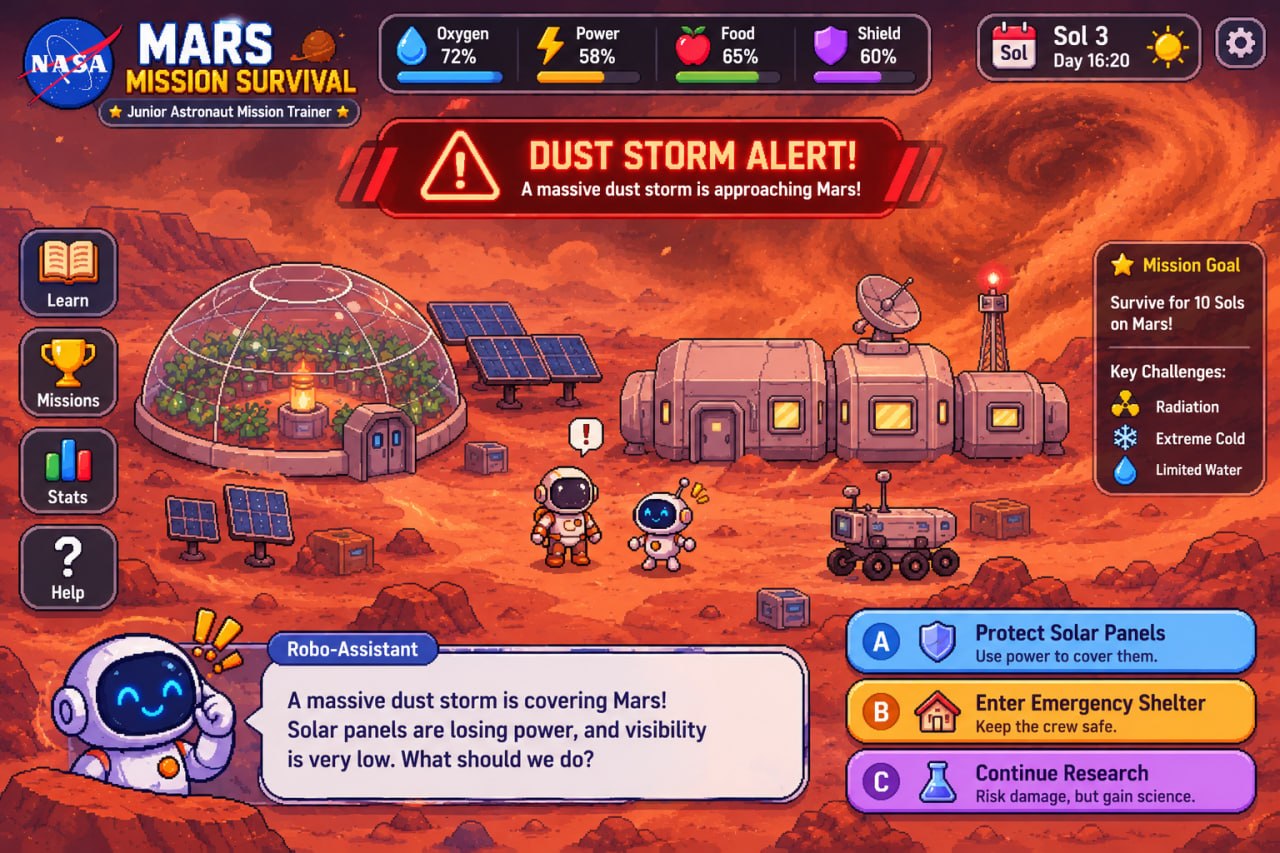 NASA
MARS
MISSION SURVIVAL
Junior Astronaut Mission Trainer
Oxygen
72%
Power
58%
Food
65%
Shield
60%
Sol
Sol 3
Day 16:20
DUST STORM ALERT!
A massive dust storm is approaching Mars!
Learn
Missions
Stats
?
Help
Mission Goal
Survive for 10 Sols
on Mars!
Key Challenges:
Radiation
Extreme Cold
Limited Water
!
Robo-Assistant
A massive dust storm is covering Mars!
Solar panels are losing power, and visibility
is very low. What should we do?
A
Protect Solar Panels
Use power to cover them.
B
Enter Emergency Shelter
Keep the crew safe.
C
Continue Research
Risk damage, but gain science.